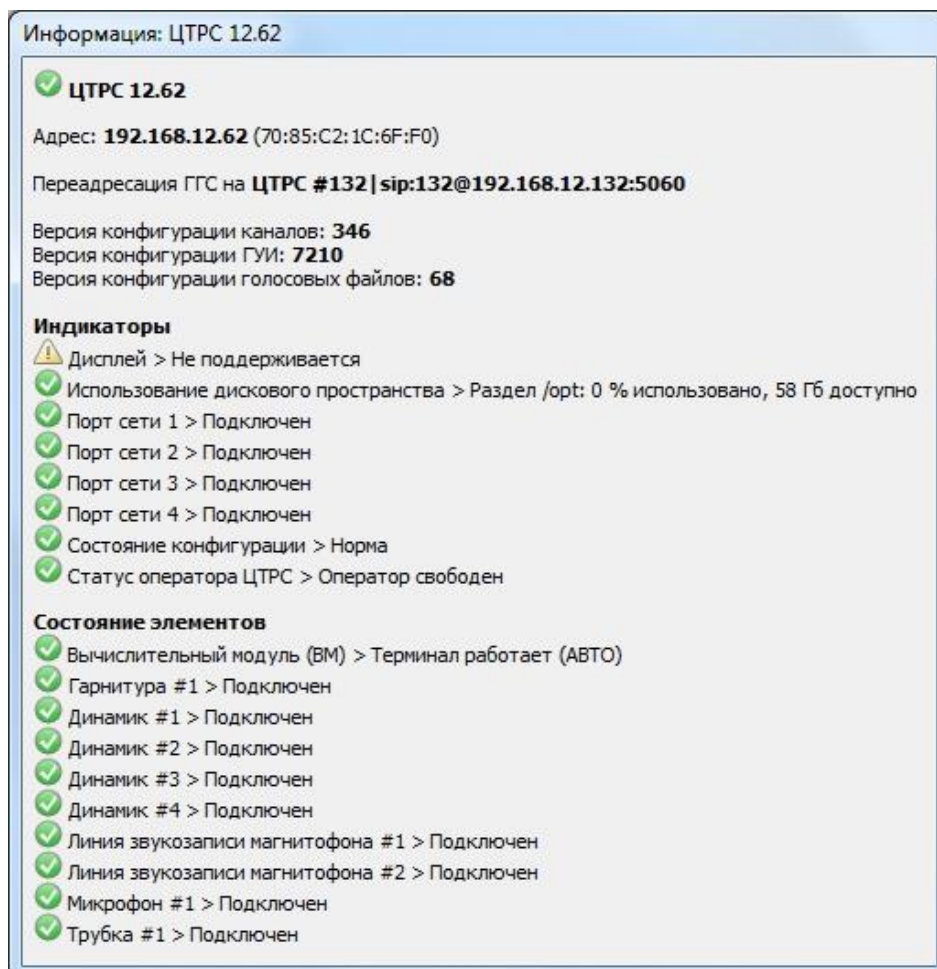 Информация: ЦТРС 12.62
ЦТРС 12.62
Адрес: 192.168.12.62 (70:85:C2:1C:6F:F0)
Переадресация ГГС на ЦТРС #132|sip:132@192.168.12.132:5060
Версия конфигурации каналов: 346
Версия конфигурации ГУИ: 7210
Версия конфигурации голосовых файлов: 68
Индикаторы
Дисплей > Не поддерживается
Использование дискового пространства > Раздел /opt: 0 % использовано, 58 Гб доступно
Порт сети 1 > Подключен
Порт сети 2 > Подключен
Порт сети 3 > Подключен
Порт сети 4 > Подключен
Состояние конфигурации > Норма
Статус оператора ЦТРС > Оператор свободен
Состояние элементов
Вычислительный модуль (ВМ) > Терминал работает (АВТО)
Гарнитура #1 > Подключен
Динамик #1 > Подключен
Динамик #2 > Подключен
Динамик #3 > Подключен
Динамик #4 > Подключен
Линия звукозаписи магнитофона #1 > Подключен
Линия звукозаписи магнитофона #2 > Подключен
Микрофон #1 > Подключен
Трубка #1 > Подключен